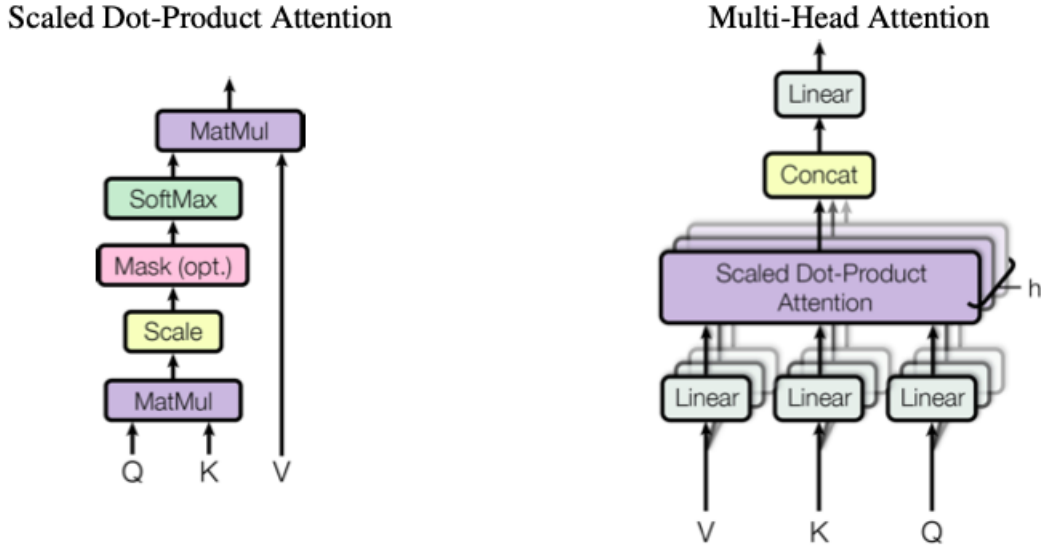 Scaled Dot-Product Attention
MatMul
SoftMax
Mask (opt.)
Scale
MatMul
Q K V
Multi-Head Attention
Linear
Concat
Scaled Dot-Product
Attention
h
Linear Linear Linear
V K Q